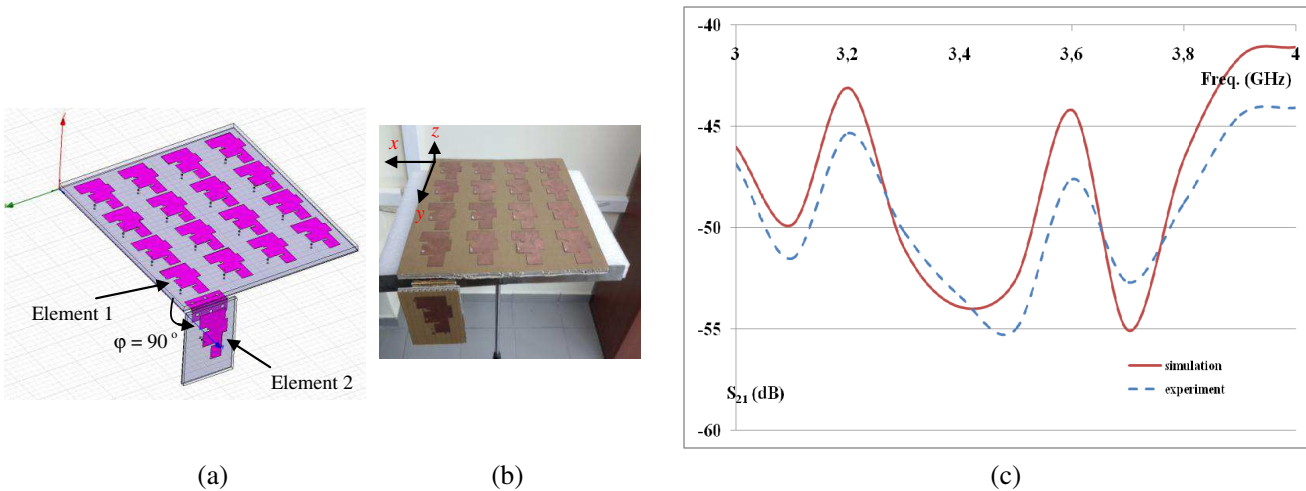 Element 1
φ = 90°
Element 2
(a)
x
z
y
(b)
-40
3
3,2
3,4
3,6
3,8
4
Freq. (GHz)
-45
-50
-55
simulation
experiment
S21 (dB)
-60
(c)